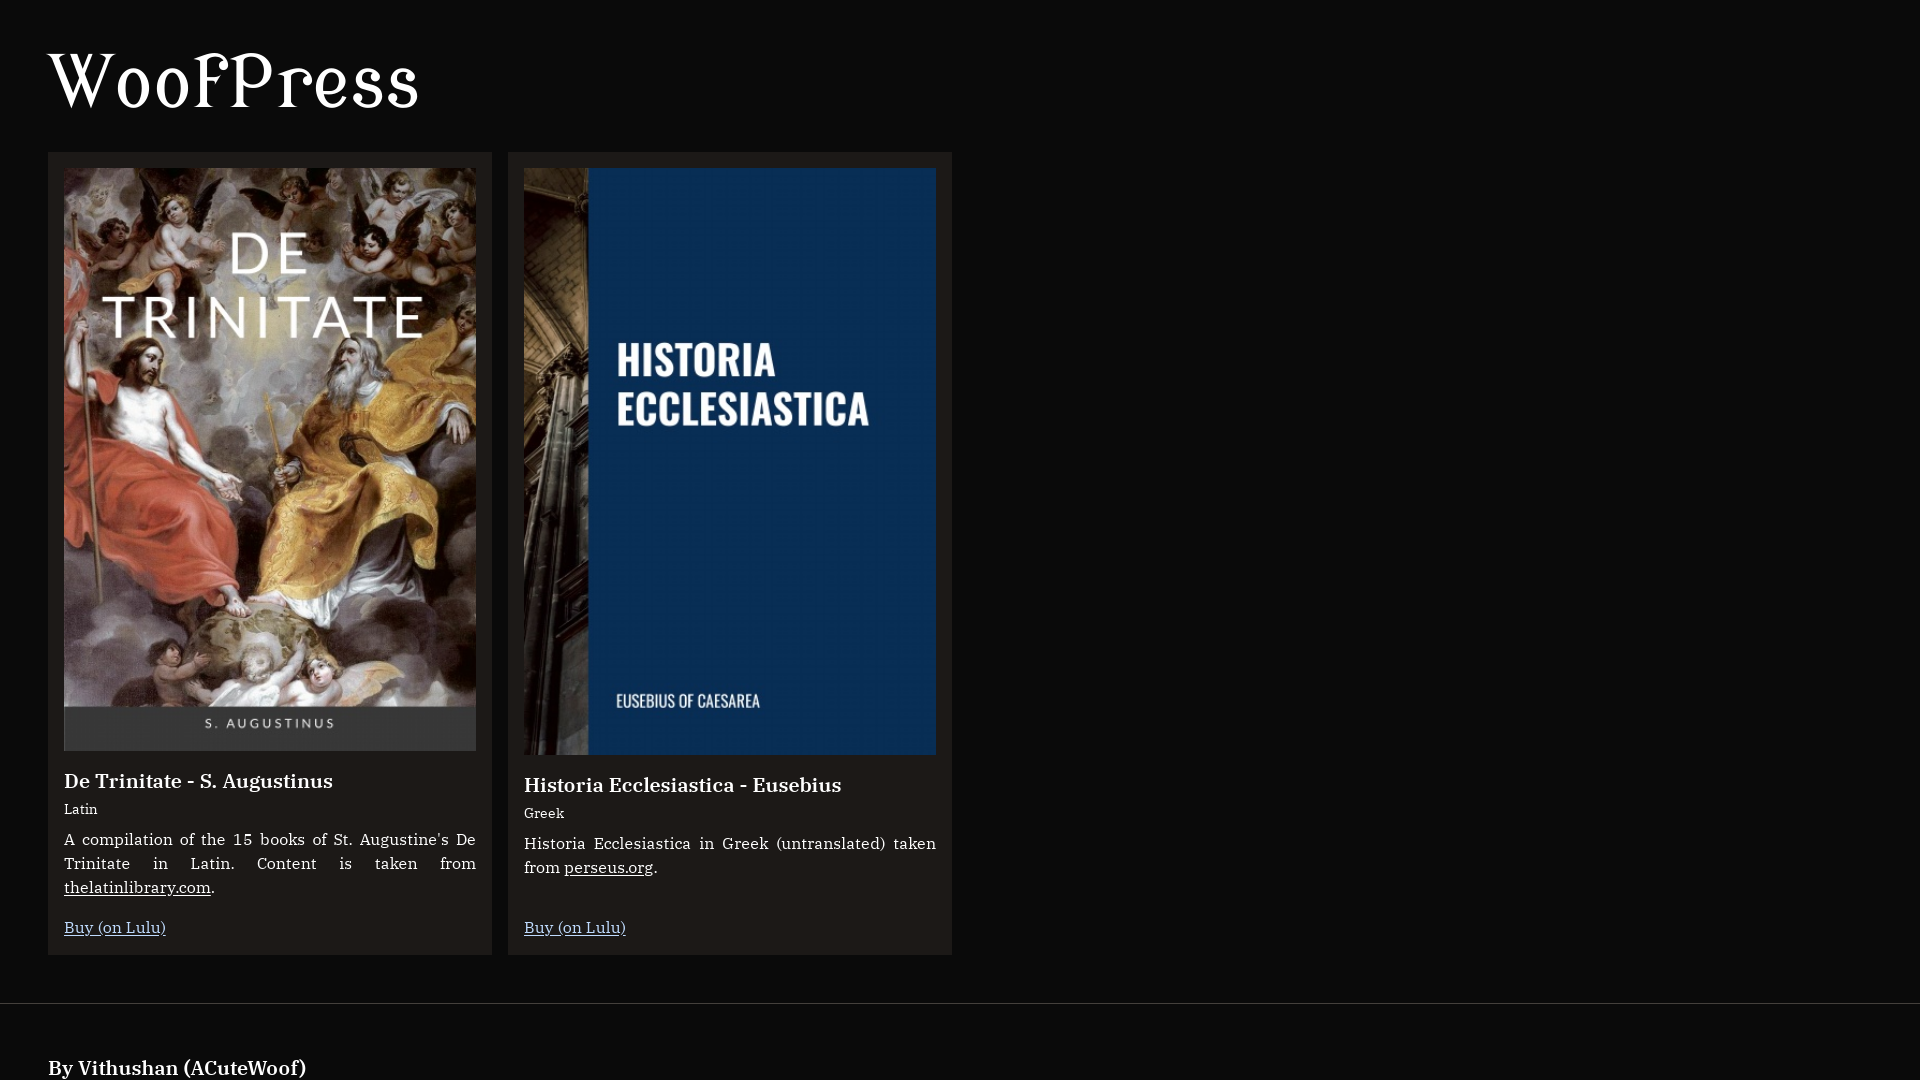 WooFPress
DE
TRINITATE
S. AUGUSTINUS
De Trinitate - S. Augustinus
Latin
A compilation of the 15 books of St. Augustine's De
Trinitate in Latin. Content is taken from
thelatinlibrary.com.
Buy (on Lulu)
HISTORIA
ECCLESIASTICA
EUSEBIUS OF CAESAREA
Historia Ecclesiastica - Eusebius
Greek
Historia Ecclesiastica in Greek (untranslated) taken
from perseus.org.
Buy (on Lulu)
By Vithushan (ACuteWoof)